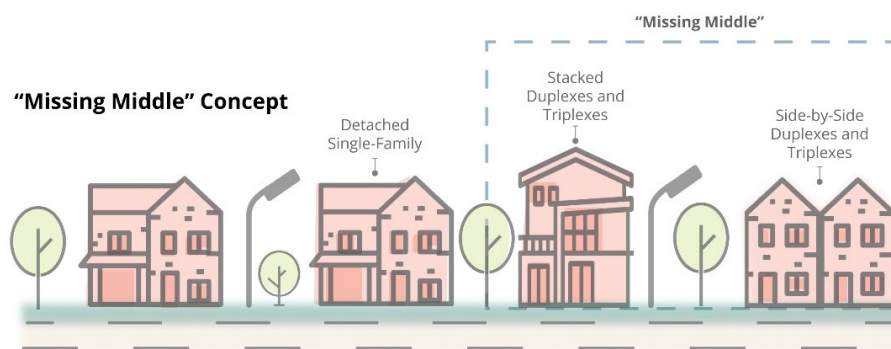 “Missing Middle”
“Missing Middle” Concept
Detached
Single-Family
Stacked
Duplexes and
Triplexes
Side-by-Side
Duplexes and
Triplexes